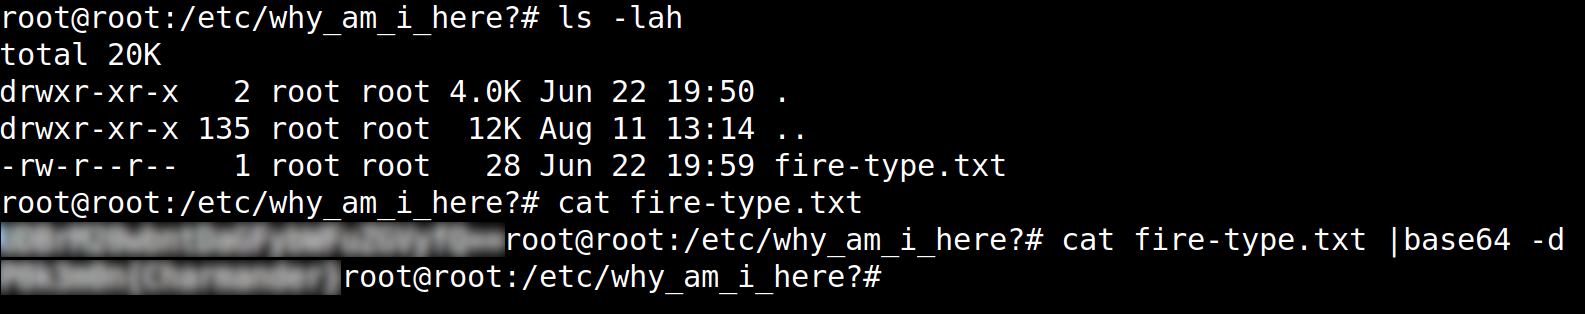 root@root:/etc/why_am_i_here?# ls -lah
total 20K
drwxr-xr-x   2 root root 4.0K Jun 22 19:50 .
drwxr-xr-x 135 root root  12K Aug 11 13:14 ..
-rw-r--r--   1 root root   28 Jun 22 19:59 fire-type.txt
root@root:/etc/why_am_i_here?# cat fire-type.txt
root@root:/etc/why_am_i_here?# cat fire-type.txt |base64 -d
root@root:/etc/why_am_i_here?#